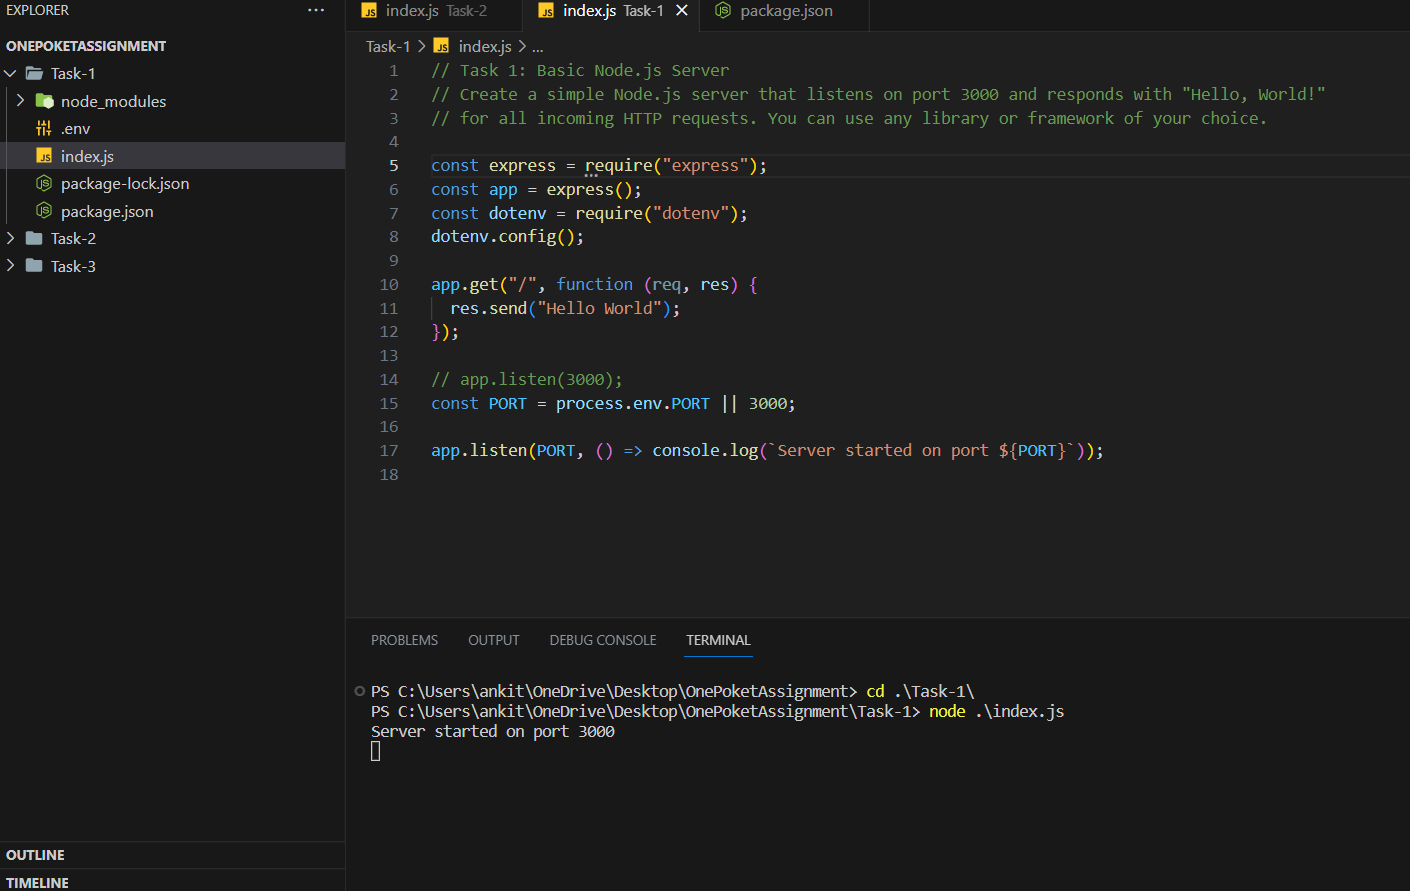 EXPLORER
ONEPOKETASSIGNMENT
Task-1
node_modules
.env
JS index.js
package-lock.json
package.json
Task-2
Task-3
OUTLINE
TIMELINE
JS index.js Task-2
JS index.js Task-1
package.json
Task-1 > JS index.js > ...
1 // Task 1: Basic Node.js Server
2 // Create a simple Node.js server that listens on port 3000 and responds with "Hello, World!"
3 // for all incoming HTTP requests. You can use any library or framework of your choice.
4
5 const express = require("express");
6 const app = express();
7 const dotenv = require("dotenv");
8 dotenv.config();
9
10 app.get("/", function (req, res) {
11   res.send("Hello World");
12 });
13
14 // app.listen(3000);
15 const PORT = process.env.PORT || 3000;
16
17 app.listen(PORT, () => console.log(`Server started on port ${PORT}`));
18
PROBLEMS OUTPUT DEBUG CONSOLE TERMINAL
PS C:\Users\ankit\OneDrive\Desktop\OnePoketAssignment> cd .\Task-1\
PS C:\Users\ankit\OneDrive\Desktop\OnePoketAssignment\Task-1> node .\index.js
Server started on port 3000